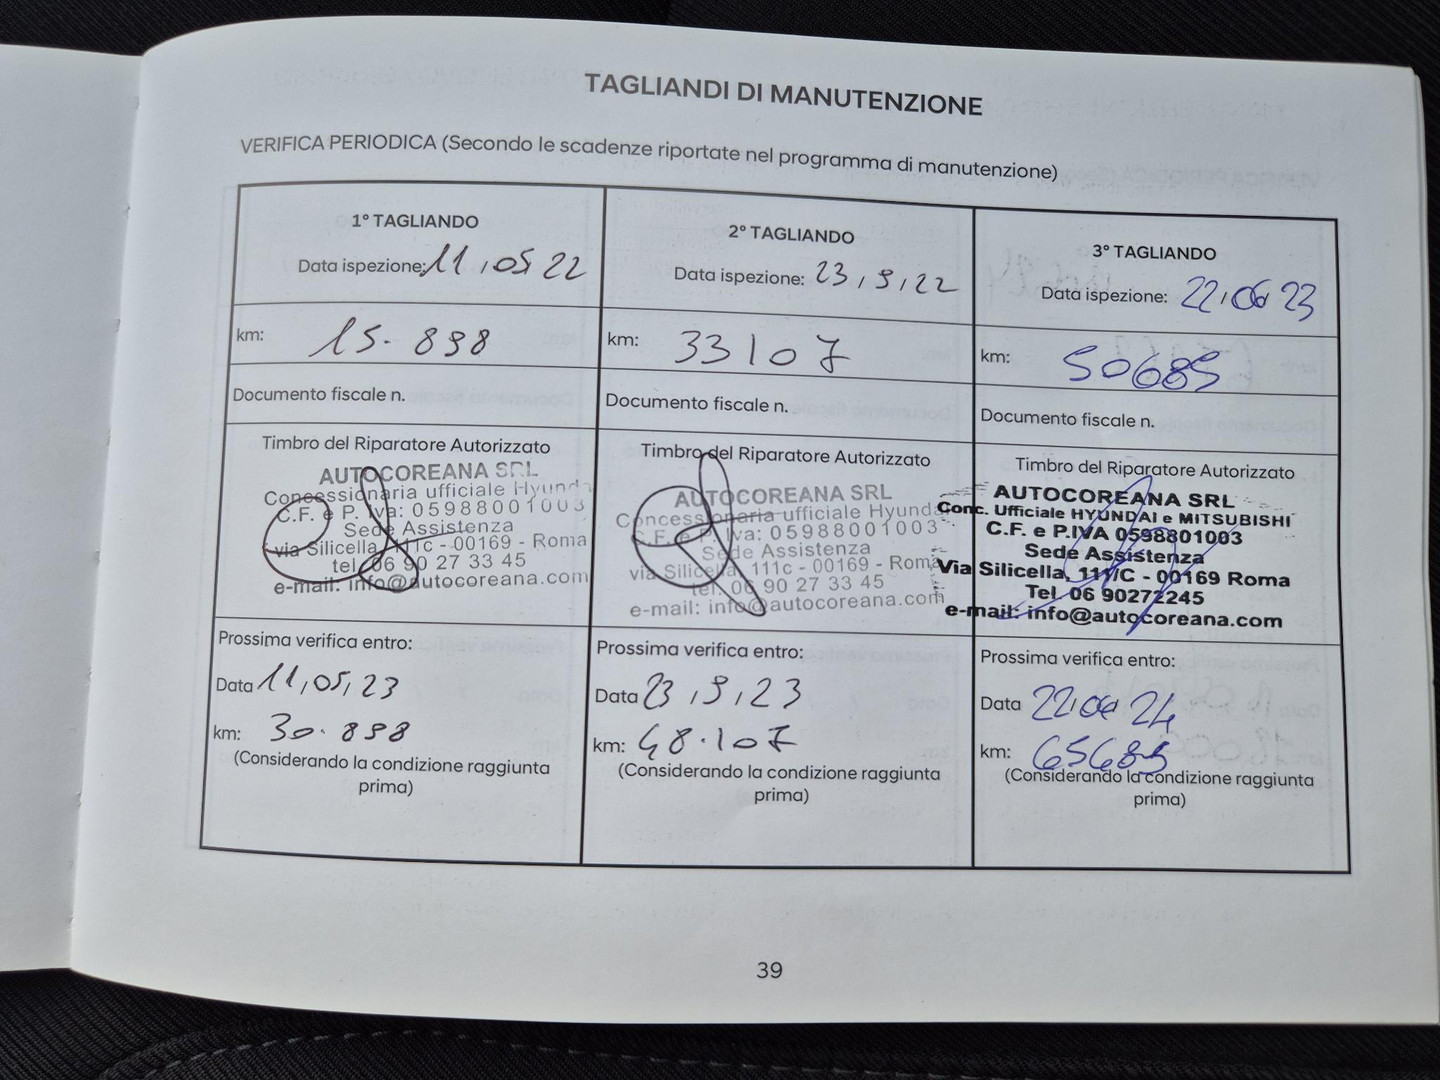 TAGLIANDI DI MANUTENZIONE
VERIFICA PERIODICA (Secondo le scadenze riportate nel programma di manutenzione)
1° TAGLIANDO
Data ispezione: 11,05 22
km: 15.898
Documento fiscale n.
Timbro del Riparatore Autorizzato
AUTOCOREANA SRL
Concessionaria ufficiale Hyunda
C.F. e P. Iva: 05988001003
Sede Assistenza
via Silicella 111c - 00169 - Roma
tel. 06 90 27 33 45
e-mail: info@autocoreana.com
Prossima verifica entro:
Data 11,05,23
km: 30.898
(Considerando la condizione raggiunta
prima)
2° TAGLIANDO
Data ispezione: 23,9,22
km: 33107
Documento fiscale n.
Timbro del Riparatore Autorizzato
AUTOCOREANA SRL
Concessionaria ufficiale Hyunda
C.F. e P. Iva: 05988001003
Sede Assistenza
via Silicella, 111c - 00169 - Roma
tel. 06 90 27 33 45
e-mail: info@autocoreana.com
Prossima verifica entro:
Data 23,9,23
km: 48.107
(Considerando la condizione raggiunta
prima)
3° TAGLIANDO
Data ispezione: 22,06,23
km: 50685
Documento fiscale n.
Timbro del Riparatore Autorizzato
AUTOCOREANA SRL
Conc. Ufficiale HYUNDAI e MITSUBISHI
C.F. e P.IVA 0598801003
Sede Assistenza
Via Silicella, 111/C - 00169 Roma
Tel. 06 90272245
e-mail: info@autocoreana.com
Prossima verifica entro:
Data 22,06 24
km: 65685
(Considerando la condizione raggiunta
prima)
39